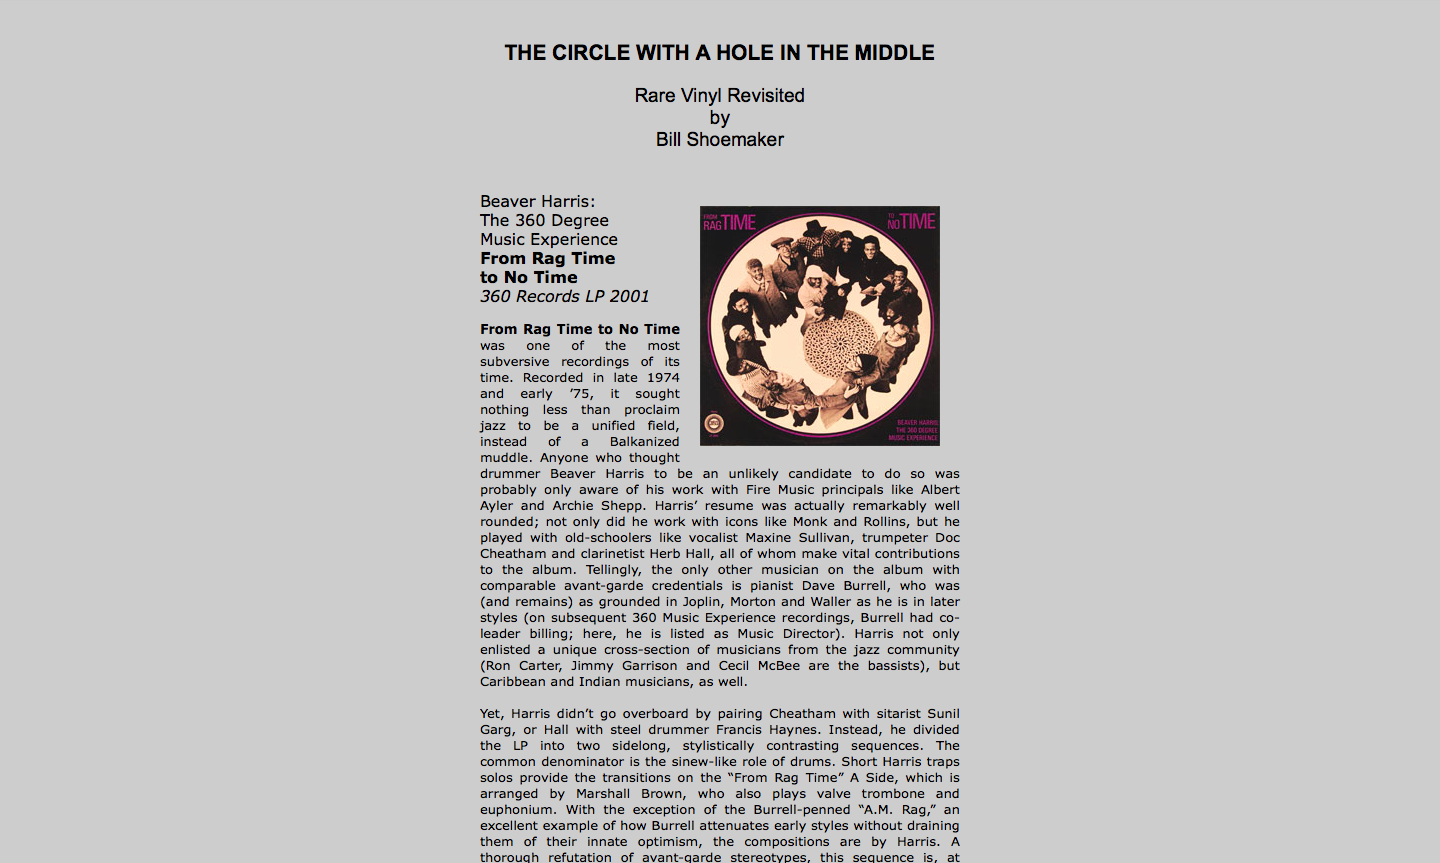 THE CIRCLE WITH A HOLE IN THE MIDDLE
Rare Vinyl Revisited
by
Bill Shoemaker
Beaver Harris:
The 360 Degree
Music Experience
From Rag Time
to No Time
360 Records LP 2001
FROM
RAG TIME
TO
NO TIME
BEAVER HARRIS
THE 360 DEGREE
MUSIC EXPERIENCE
From Rag Time to No Time
was one of the most
subversive recordings of its
time. Recorded in late 1974
and early ’75, it sought
nothing less than proclaim
jazz to be a unified field,
instead of a Balkanized
muddle. Anyone who thought
drummer Beaver Harris to be an unlikely candidate to do so was
probably only aware of his work with Fire Music principals like Albert
Ayler and Archie Shepp. Harris’ resume was actually remarkably well
rounded; not only did he work with icons like Monk and Rollins, but he
played with old-schoolers like vocalist Maxine Sullivan, trumpeter Doc
Cheatham and clarinetist Herb Hall, all of whom make vital contributions
to the album. Tellingly, the only other musician on the album with
comparable avant-garde credentials is pianist Dave Burrell, who was
(and remains) as grounded in Joplin, Morton and Waller as he is in later
styles (on subsequent 360 Music Experience recordings, Burrell had co-
leader billing; here, he is listed as Music Director). Harris not only
enlisted a unique cross-section of musicians from the jazz community
(Ron Carter, Jimmy Garrison and Cecil McBee are the bassists), but
Caribbean and Indian musicians, as well.
Yet, Harris didn’t go overboard by pairing Cheatham with sitarist Sunil
Garg, or Hall with steel drummer Francis Haynes. Instead, he divided
the LP into two sidelong, stylistically contrasting sequences. The
common denominator is the sinew-like role of drums. Short Harris traps
solos provide the transitions on the “From Rag Time” A Side, which is
arranged by Marshall Brown, who also plays valve trombone and
euphonium. With the exception of the Burrell-penned “A.M. Rag,” an
excellent example of how Burrell attenuates early styles without draining
them of their innate optimism, the compositions are by Harris. A
thorough refutation of avant-garde stereotypes, this sequence is, at